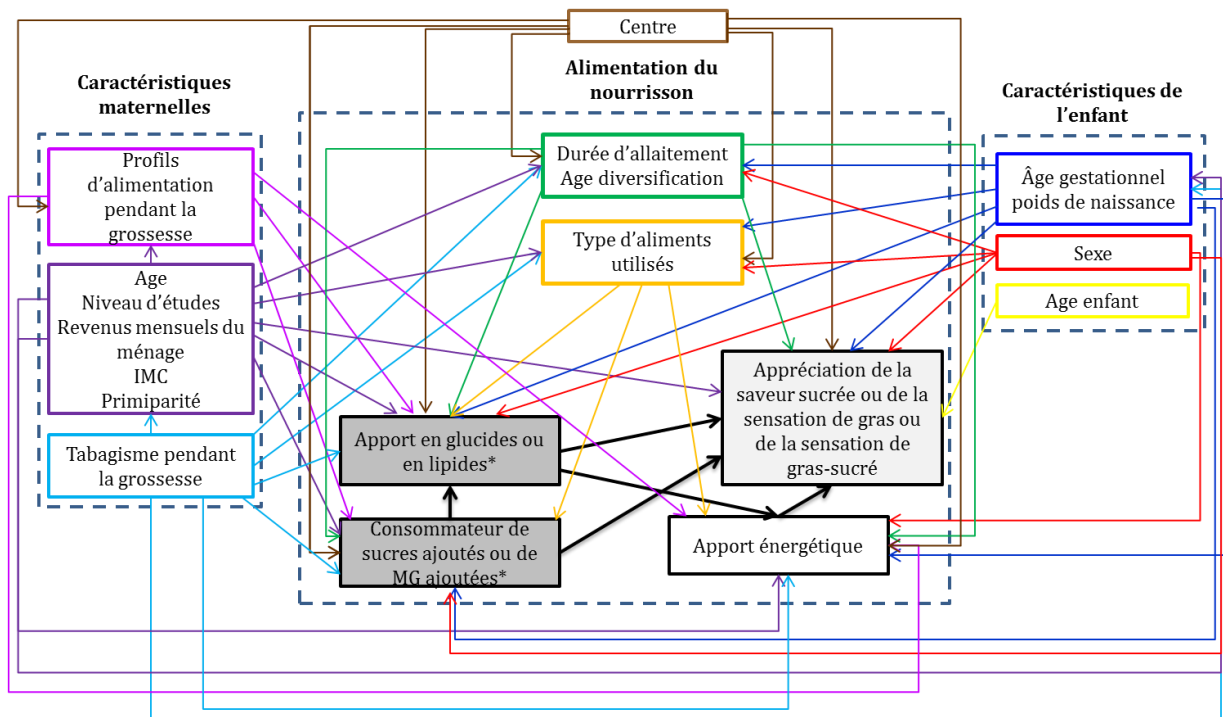 Centre
Caractéristiques
maternelles
Alimentation du
nourrisson
Caractéristiques de
l’enfant
Profils
d’alimentation
pendant la
grossesse
Age
Niveau d’études
Revenus mensuels du
ménage
IMC
Primiparité
Tabagisme pendant
la grossesse
Durée d’allaitement
Age diversification
Type d’aliments
utilisés
Apport en glucides ou
en lipides*
Consommateur de
sucres ajoutés ou de
MG ajoutées*
Appréciation de la
saveur sucrée ou de la
sensation de gras ou
de la sensation de
gras-sucré
Apport énergétique
Âge gestationnel
poids de naissance
Sexe
Age enfant